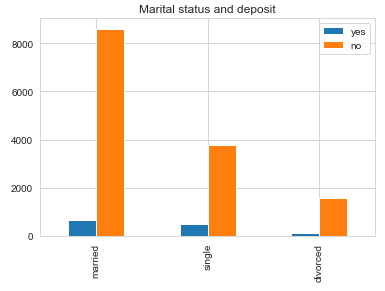 Marital status and deposit
yes
no
8000
6000
4000
2000
0
married
single
divorced